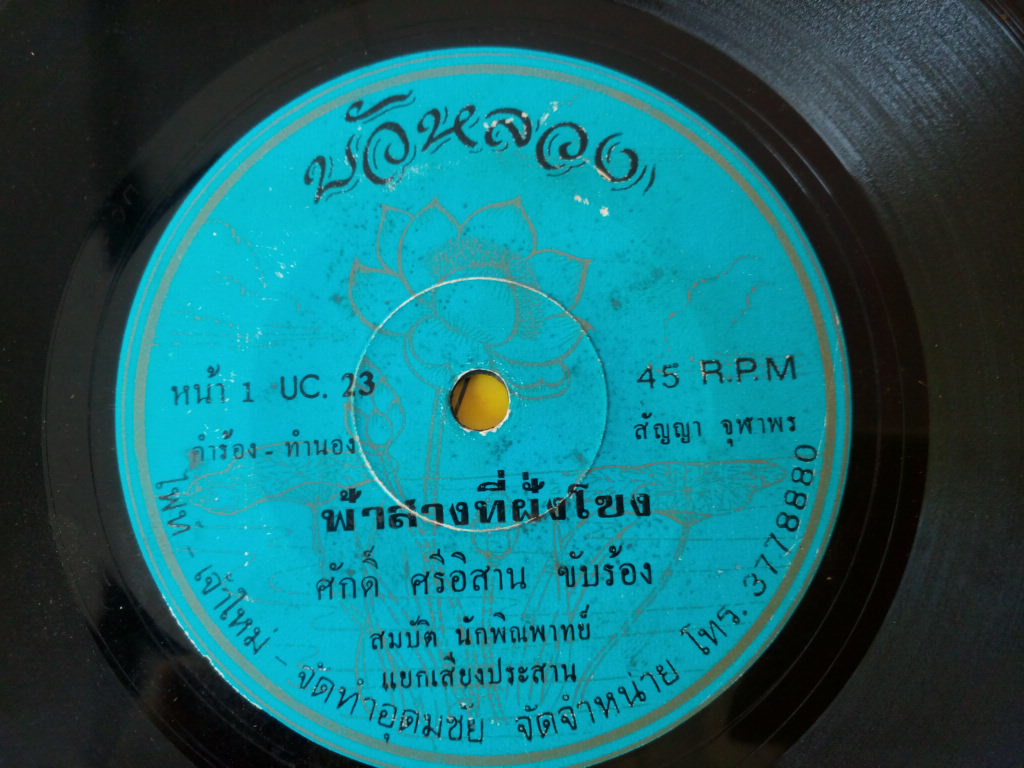 บัวหลวง
หน้า 1 UC. 23
45 R.P.M
คำร้อง - ทำนอง
สัญญา จุฬาพร
ฟ้าสางที่ฝั่งโขง
ศักดิ์ ศรีอิสาน ขับร้อง
สมบัติ นักพิณพาทย์
แยกเสียงประสาน
- เจ้าใหม่ - จัดทำอุดมชัย จัดจำหน่าย โทร. 3778880